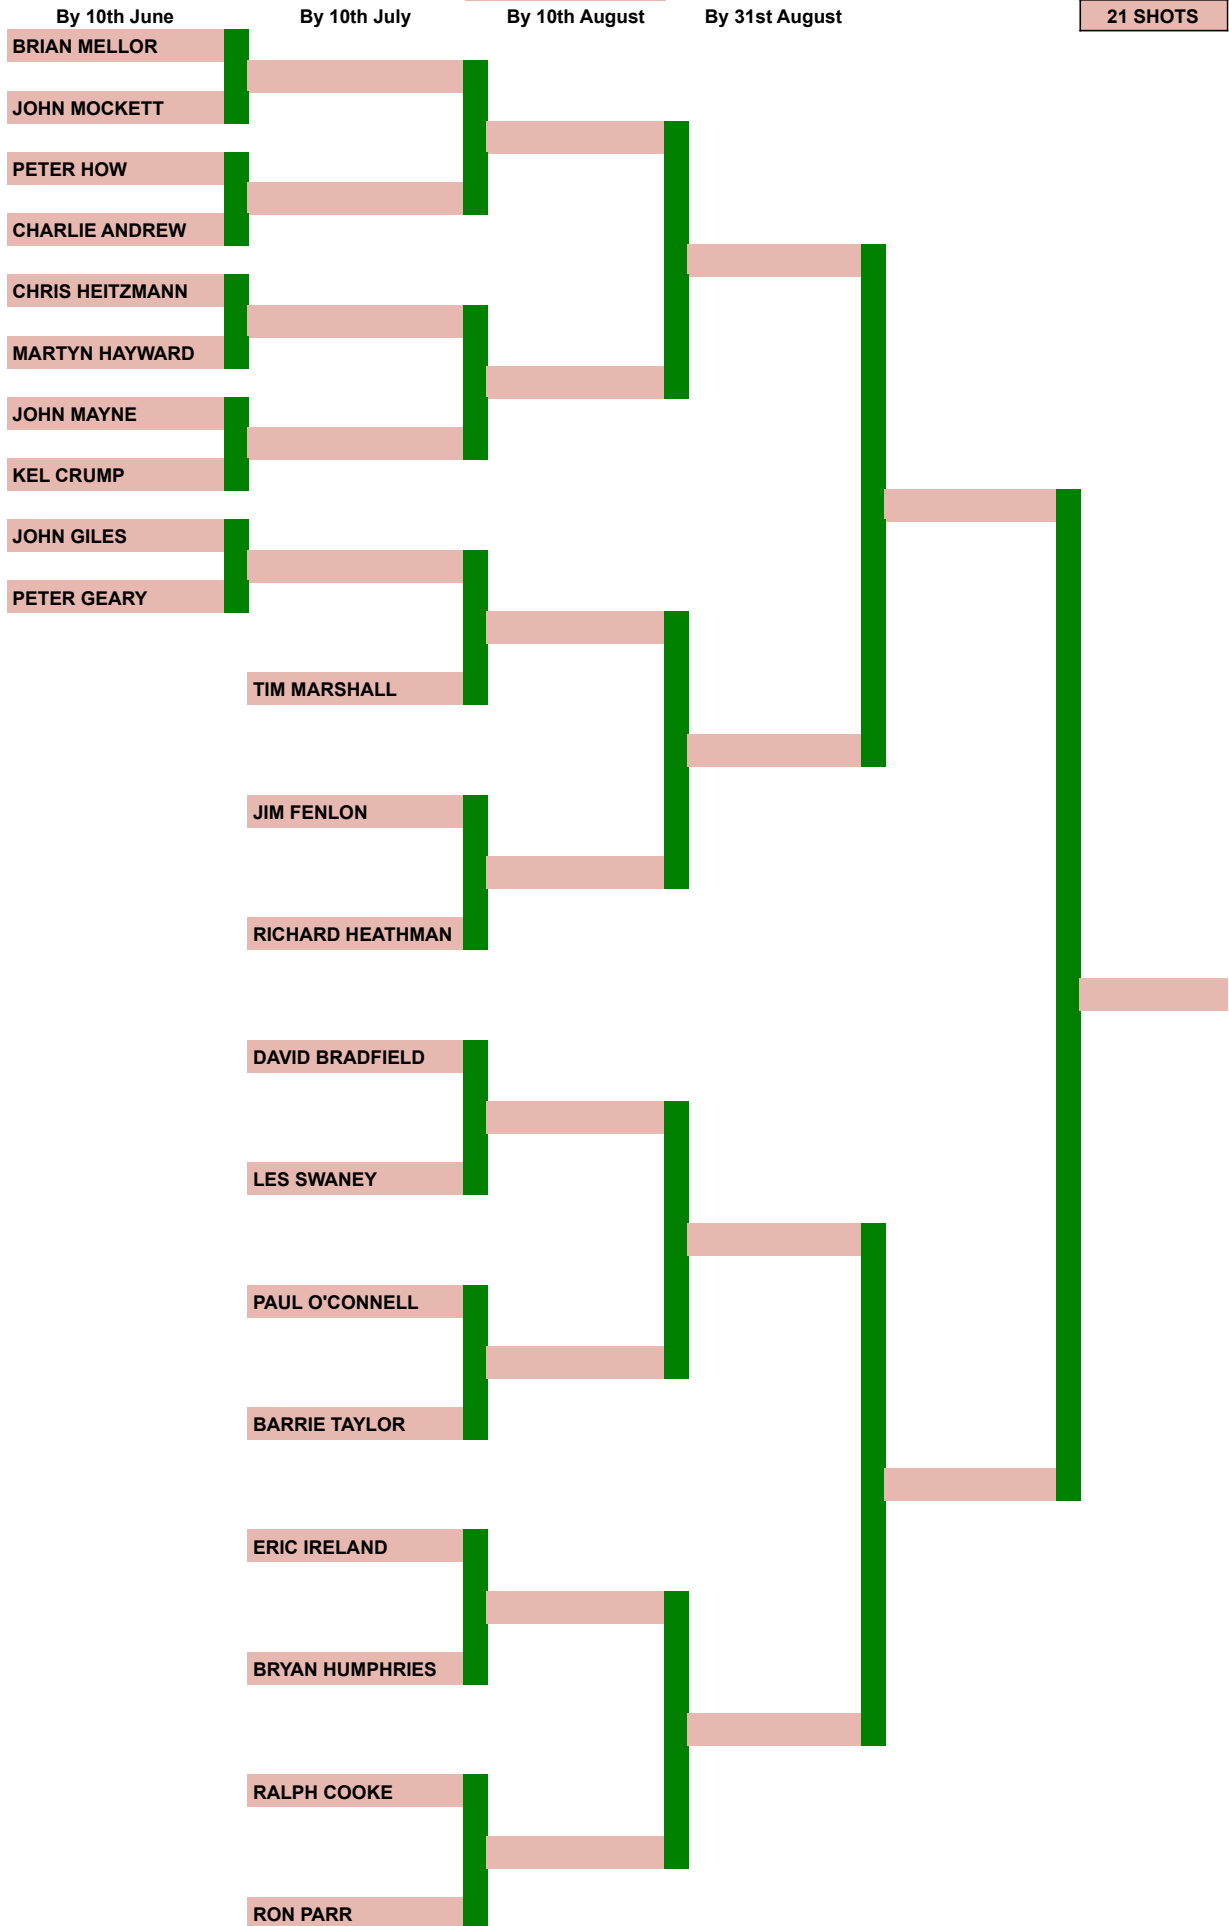 By 10th June By 10th July By 10th August By 31st August 21 SHOTS
BRIAN MELLOR
JOHN MOCKETT
PETER HOW
CHARLIE ANDREW
CHRIS HEITZMANN
MARTYN HAYWARD
JOHN MAYNE
KEL CRUMP
JOHN GILES
PETER GEARY
TIM MARSHALL
JIM FENLON
RICHARD HEATHMAN
DAVID BRADFIELD
LES SWANEY
PAUL O'CONNELL
BARRIE TAYLOR
ERIC IRELAND
BRYAN HUMPHRIES
RALPH COOKE
RON PARR